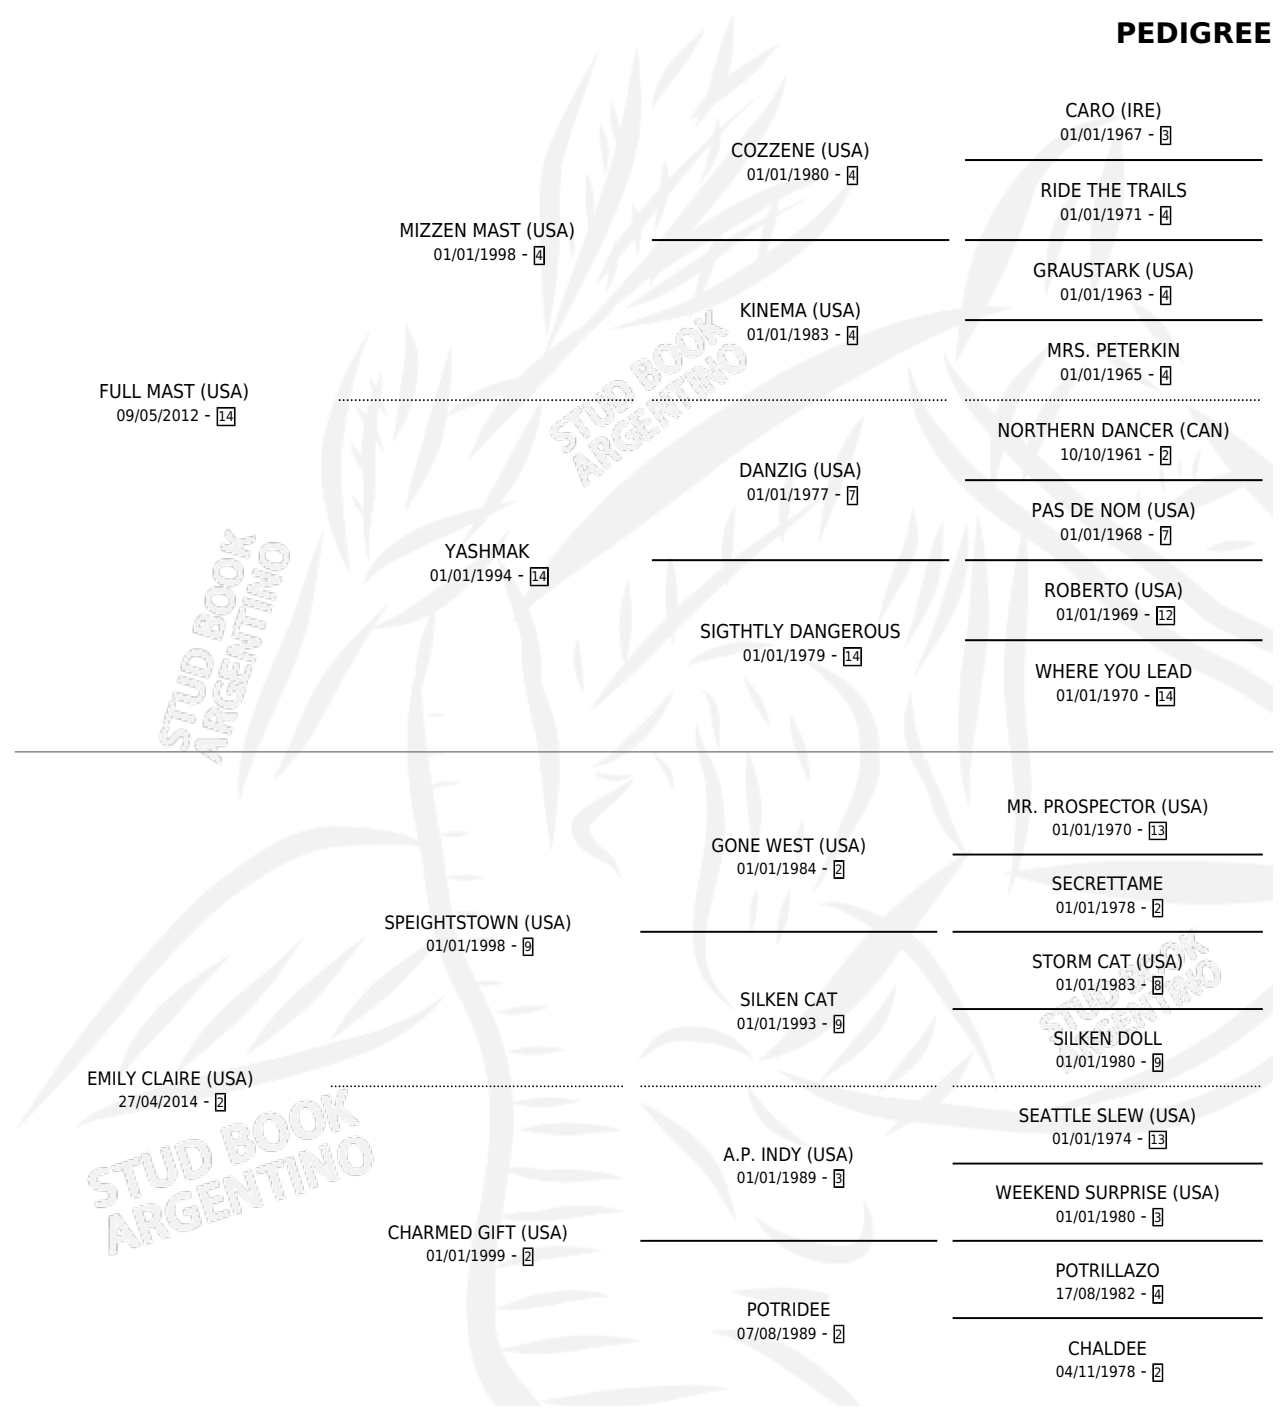 PEDIGREE
CARO (IRE)
01/01/1967 - 3
COZZENE (USA)
01/01/1980 - 4
RIDE THE TRAILS
01/01/1971 - 4
MIZZEN MAST (USA)
01/01/1998 - 4
GRAUSTARK (USA)
01/01/1963 - 4
KINEMA (USA)
01/01/1983 - 4
MRS. PETERKIN
01/01/1965 - 4
FULL MAST (USA)
09/05/2012 - 14
NORTHERN DANCER (CAN)
10/10/1961 - 2
DANZIG (USA)
01/01/1977 - 7
PAS DE NOM (USA)
01/01/1968 - 7
YASHMAK
01/01/1994 - 14
ROBERTO (USA)
01/01/1969 - 12
SIGTHTLY DANGEROUS
01/01/1979 - 14
WHERE YOU LEAD
01/01/1970 - 14
MR. PROSPECTOR (USA)
01/01/1970 - 13
GONE WEST (USA)
01/01/1984 - 2
SECRETTAME
01/01/1978 - 2
SPEIGHTSTOWN (USA)
01/01/1998 - 9
STORM CAT (USA)
01/01/1983 - 8
SILKEN CAT
01/01/1993 - 9
SILKEN DOLL
01/01/1980 - 9
EMILY CLAIRE (USA)
27/04/2014 - 2
SEATTLE SLEW (USA)
01/01/1974 - 13
A.P. INDY (USA)
01/01/1989 - 3
WEEKEND SURPRISE (USA)
01/01/1980 - 3
CHARMED GIFT (USA)
01/01/1999 - 2
POTRILLAZO
17/08/1982 - 4
POTRIDEE
07/08/1989 - 2
CHALDEE
04/11/1978 - 2
STUD BOOK
ARGENTINO
STUD BOOK
ARGENTINO
STUD BOOK
ARGENTINO
STUD BOOK
ARGENTINO